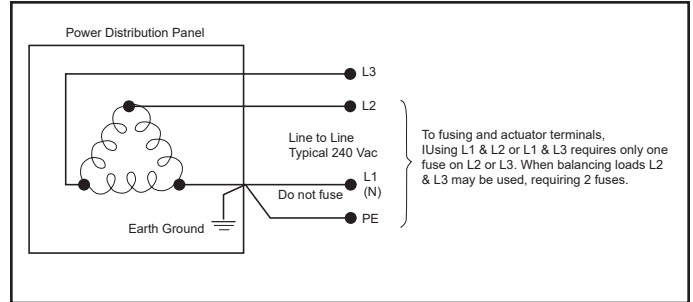 Power Distribution Panel
L3
L2
Line to Line
Typical 240 Vac
To fusing and actuator terminals,
IUsing L1 & L2 or L1 & L3 requires only one
fuse on L2 or L3. When balancing loads L2
& L3 may be used, requiring 2 fuses.
L1
(N)
Do not fuse
PE
Earth Ground